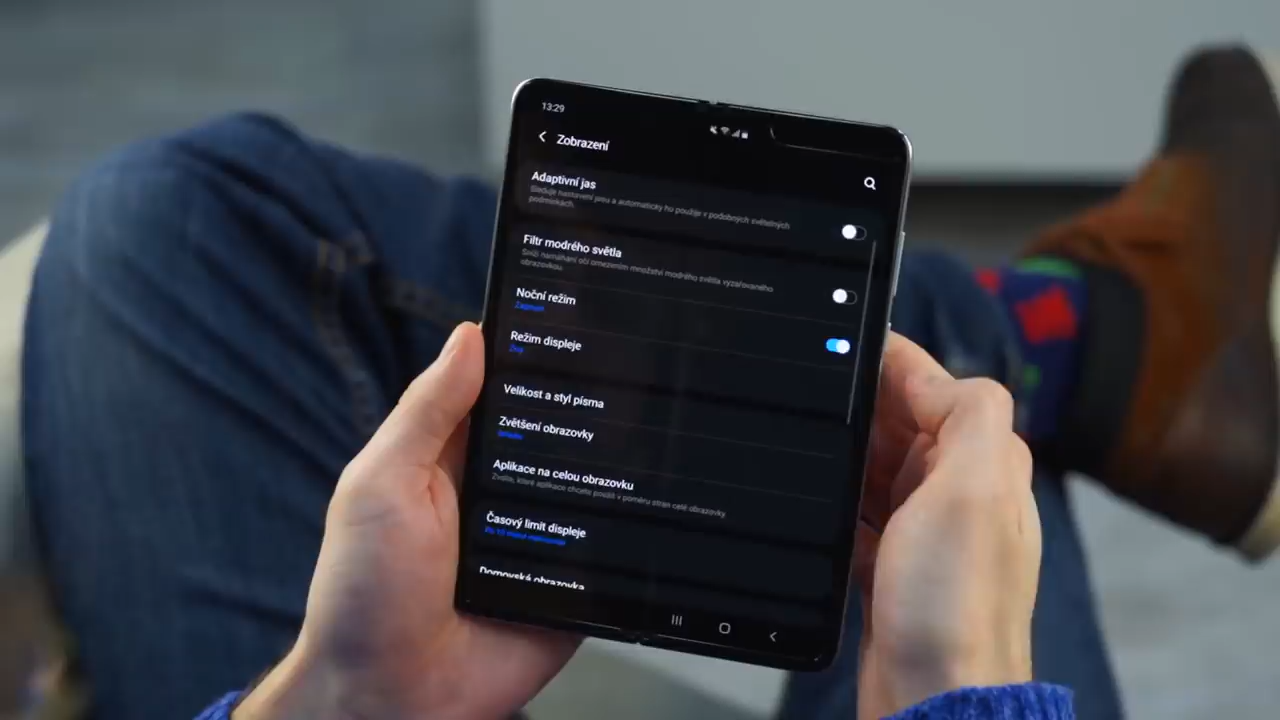 13:29
Zobrazení
Adaptivní jas
Sleduje nastavení jasu a automaticky ho použije v podobných světelných
podmínkách.
Filtr modrého světla
Sníží namáhání očí omezením množství modrého světla vyzařovaného
obrazovkou.
Noční režim
Zapnuto
Režim displeje
Živý
Velikost a styl písma
Zvětšení obrazovky
Střední
Aplikace na celou obrazovku
Zvolte, které aplikace chcete použít v poměru stran celé obrazovky.
Časový limit displeje
Domovská obrazovka